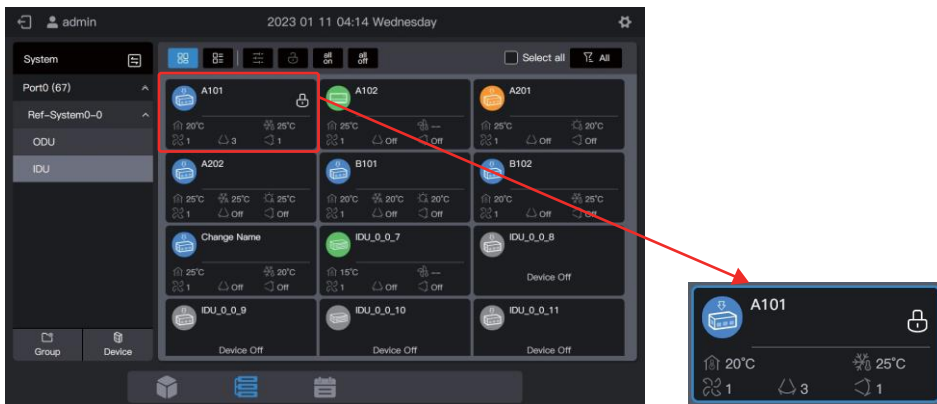 admin
2023 01 11 04:14 Wednesday
System
all on
all off
Select all
All
Port0 (67)
Ref-System0-0
ODU
IDU
Group
Device
A101
20°C 25°C
1 3 1
A102
25°C --
1 Off Off
A201
25°C 20°C
1 Off Off
A202
25°C 25°C 25°C
1 Off Off
B101
20°C 20°C 20°C
1 Off Off
B102
20°C 25°C
1 Off Off
Change Name
25°C 20°C
1 Off Off
IDU_0_0_7
15°C --
1 Off Off
IDU_0_0_8
Device Off
IDU_0_0_9
Device Off
IDU_0_0_10
Device Off
IDU_0_0_11
Device Off
A101
20°C 25°C
1 3 1